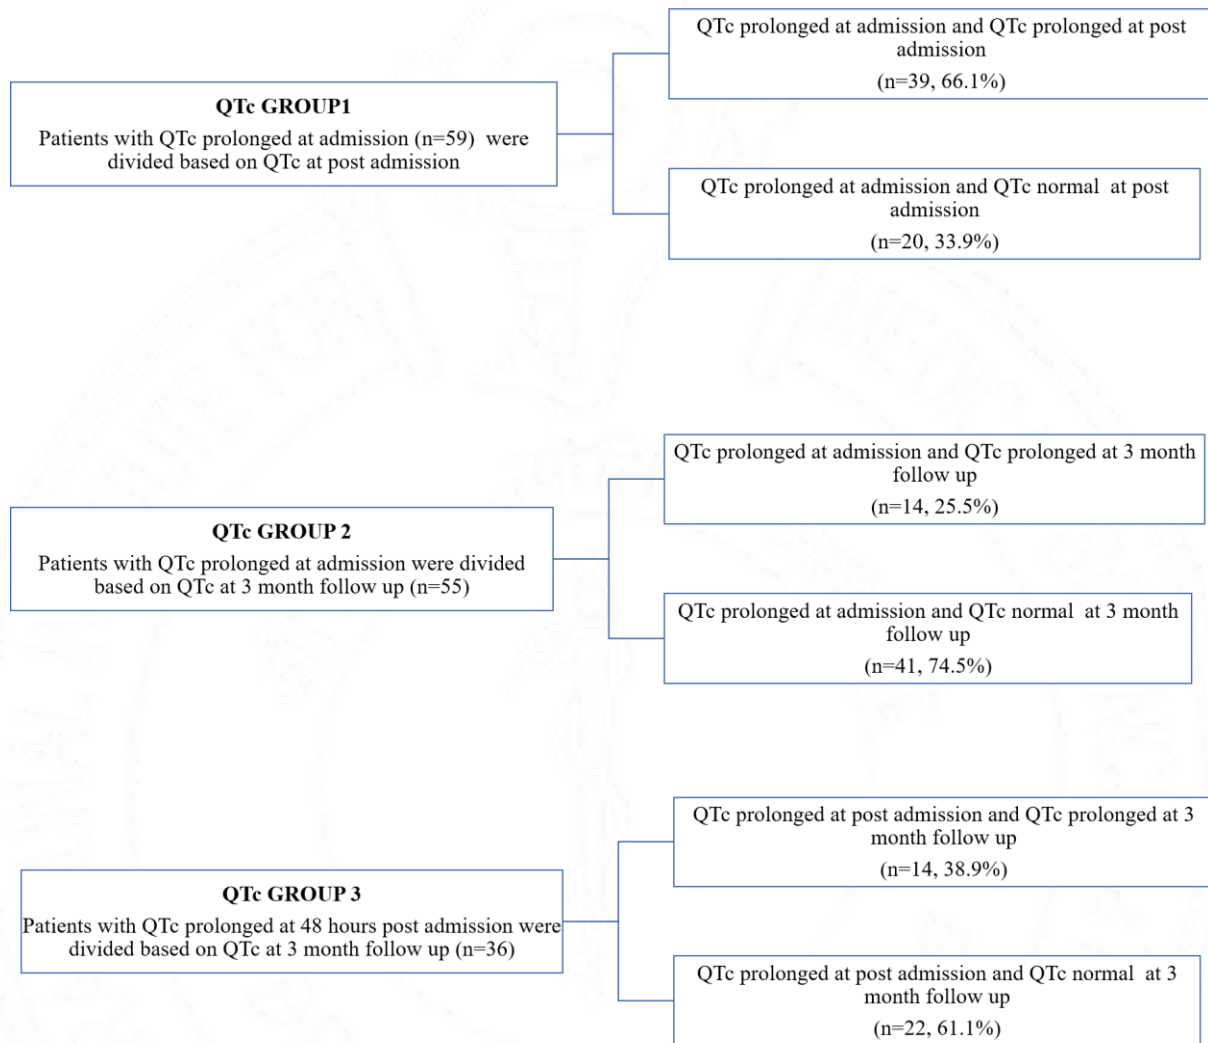 QTc GROUP1
Patients with QTc prolonged at admission (n=59) were
divided based on QTc at post admission
QTc prolonged at admission and QTc prolonged at post
admission
(n=39, 66.1%)
QTc prolonged at admission and QTc normal at post
admission
(n=20, 33.9%)
QTc GROUP 2
Patients with QTc prolonged at admission were divided
based on QTc at 3 month follow up (n=55)
QTc prolonged at admission and QTc prolonged at 3 month
follow up
(n=14, 25.5%)
QTc prolonged at admission and QTc normal at 3 month
follow up
(n=41, 74.5%)
QTc GROUP 3
Patients with QTc prolonged at 48 hours post admission were
divided based on QTc at 3 month follow up (n=36)
QTc prolonged at post admission and QTc prolonged at 3
month follow up
(n=14, 38.9%)
QTc prolonged at post admission and QTc normal at 3
month follow up
(n=22, 61.1%)